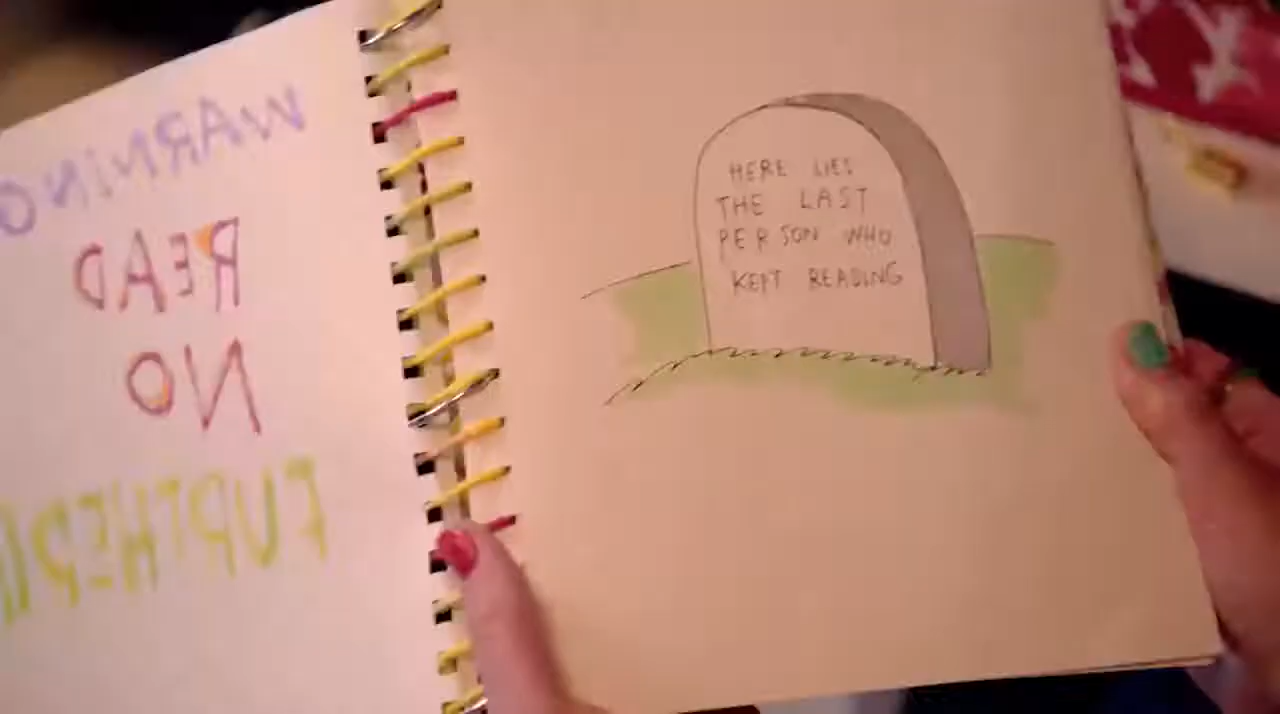 WARNING
READ
NO
FURTHER!!
HERE LIES
THE LAST
PERSON WHO
KEPT READING